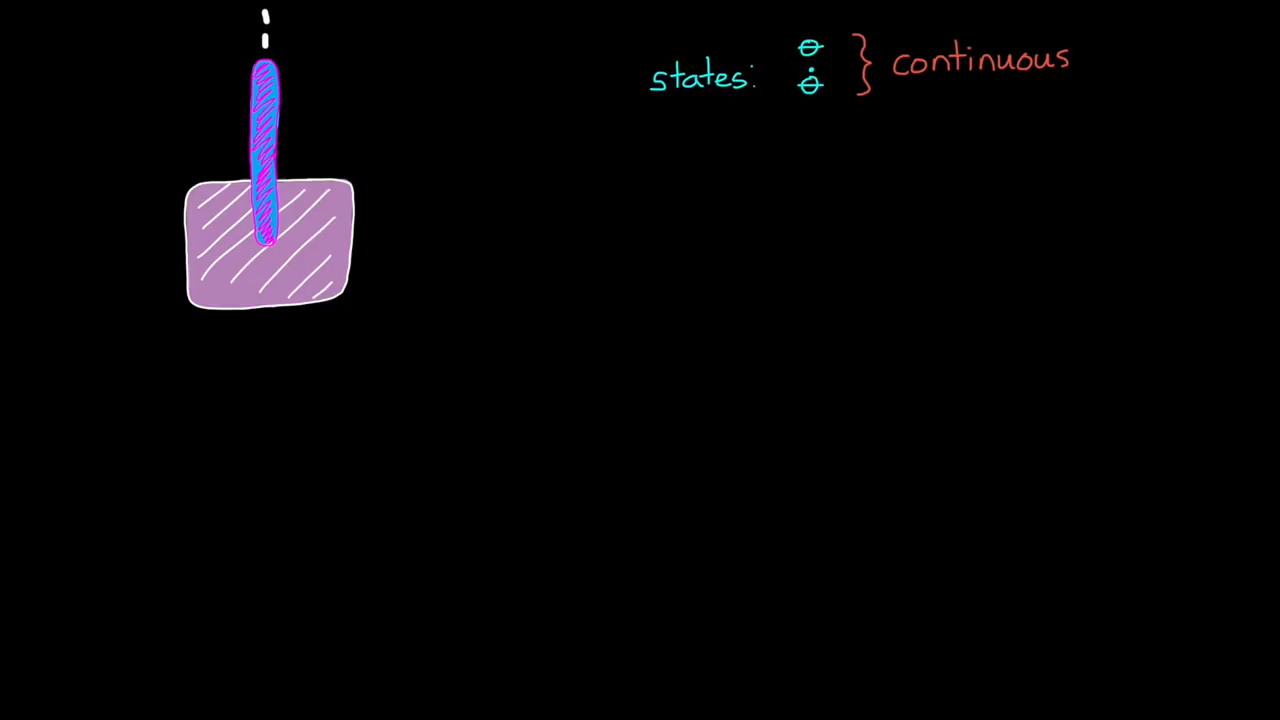 states: θ } continuous
θ̇